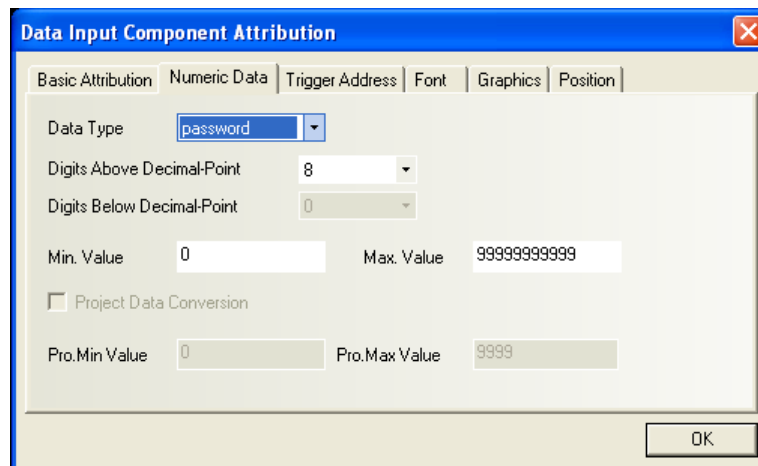 Data Input Component Attribution
Basic Attribution Numeric Data Trigger Address Font Graphics Position
Data Type password
Digits Above Decimal-Point 8
Digits Below Decimal-Point 0
Min. Value 0 Max. Value 99999999999
Project Data Conversion
Pro.Min Value 0 Pro.Max Value 9999
OK